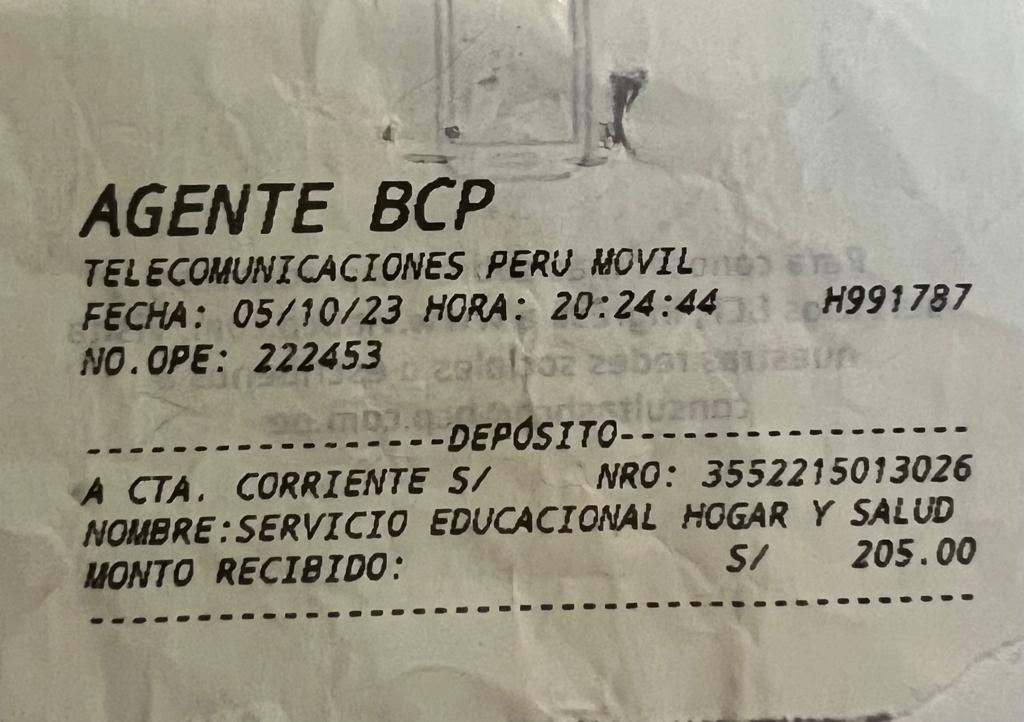 AGENTE BCP
TELECOMUNICACIONES PERU MOVIL
FECHA: 05/10/23 HORA: 20:24:44 H991787
NO.OPE: 222453
-----------------DEPÓSITO-----------------
A CTA. CORRIENTE S/ NRO: 3552215013026
NOMBRE:SERVICIO EDUCACIONAL HOGAR Y SALUD
MONTO RECIBIDO: S/ 205.00
------------------------------------------